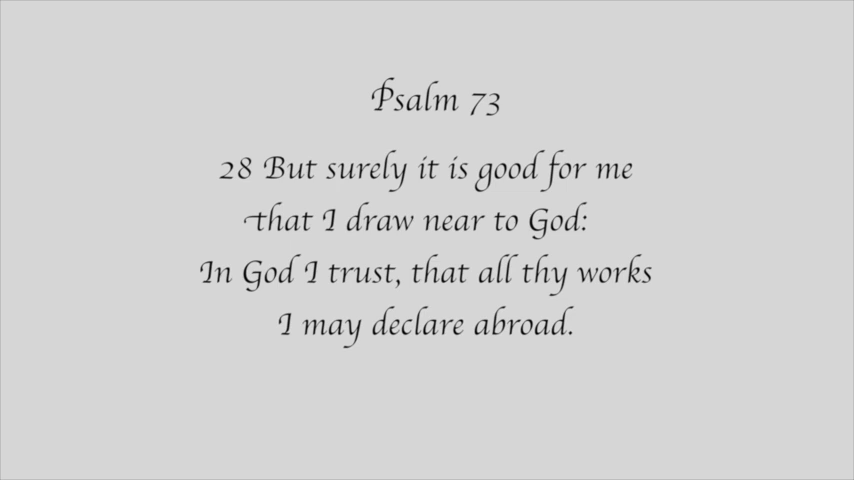 Psalm 73
28 But surely it is good for me
that I draw near to God:
In God I trust, that all thy works
I may declare abroad.